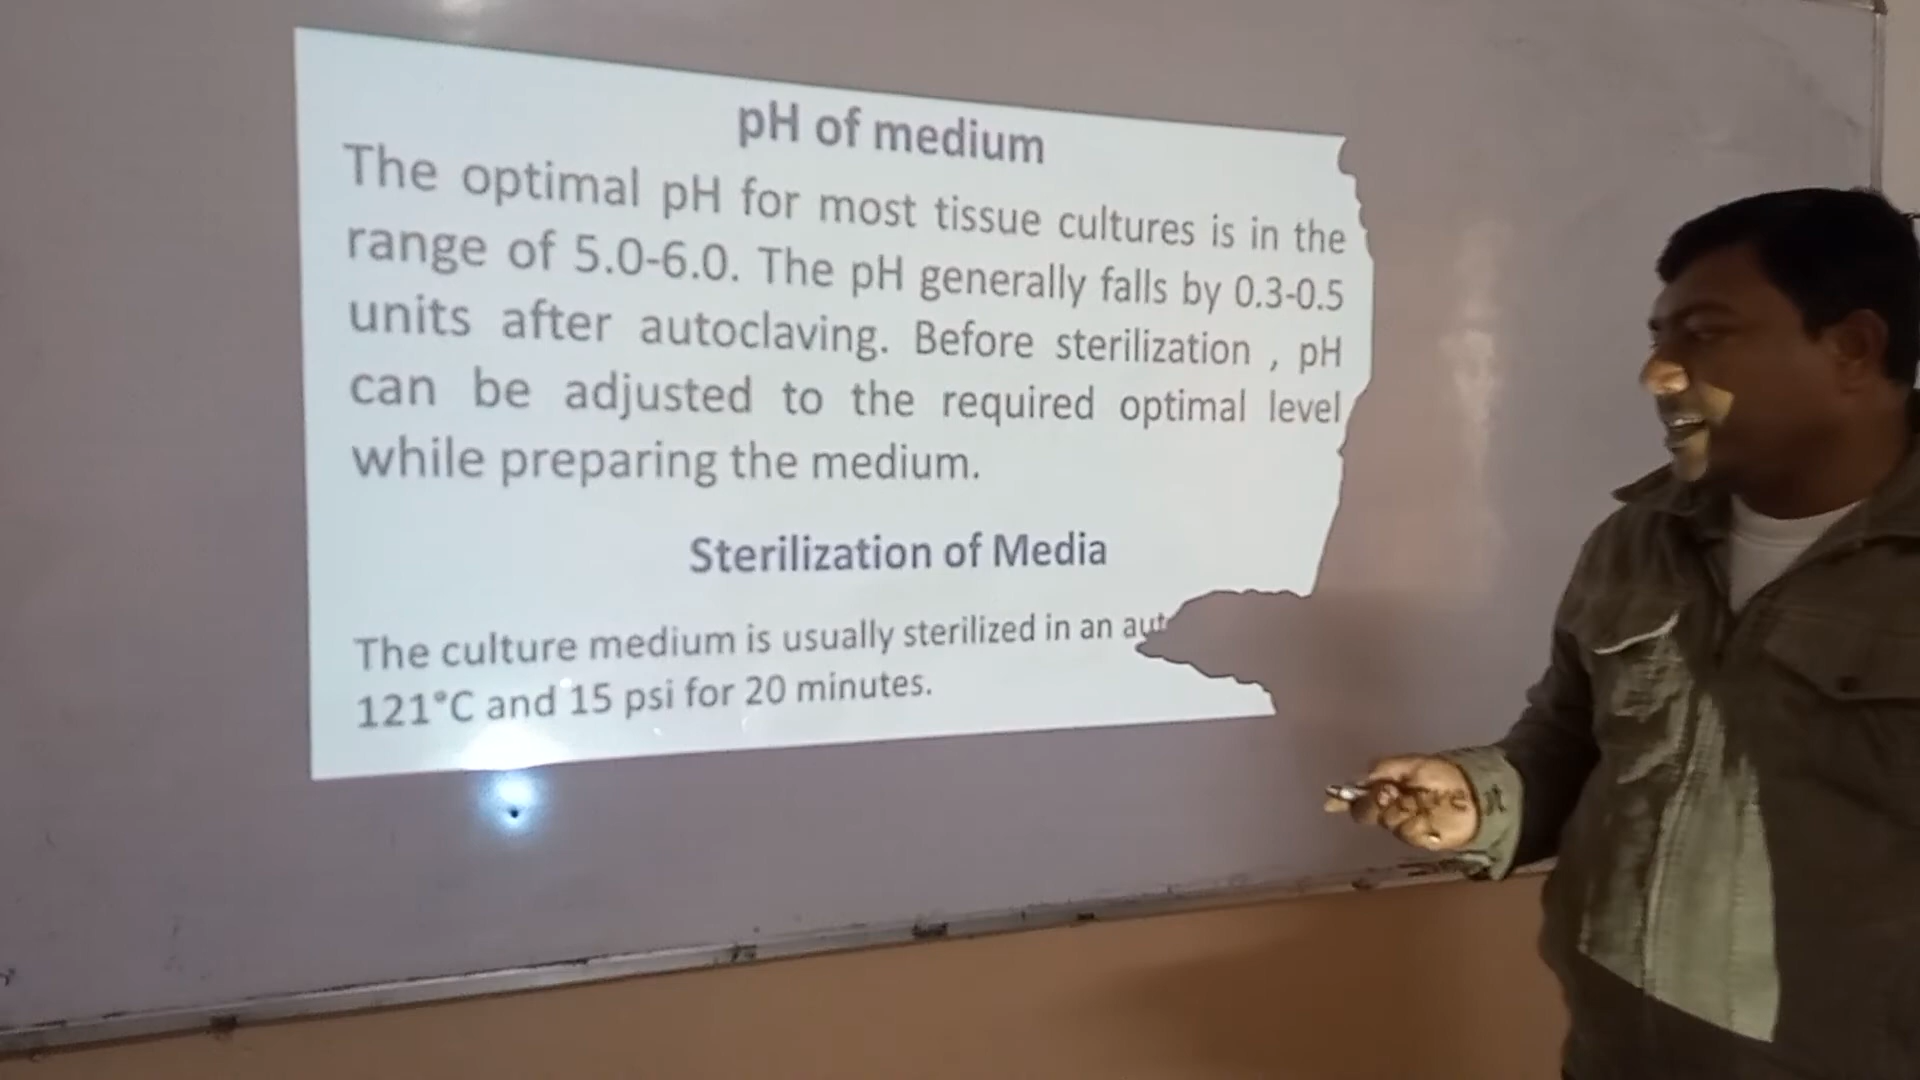 pH of medium
The optimal pH for most tissue cultures is in the
range of 5.0-6.0. The pH generally falls by 0.3-0.5
units after autoclaving. Before sterilization , pH
can be adjusted to the required optimal level
while preparing the medium.
Sterilization of Media
The culture medium is usually sterilized in an
121°C and 15 psi for 20 minutes.